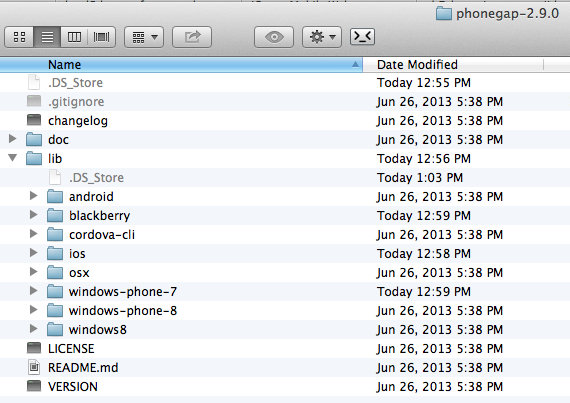 phonegap-2.9.0
Name Date Modified
.DS_Store Today 12:55 PM
.gitignore Jun 26, 2013 5:38 PM
changelog Jun 26, 2013 5:38 PM
doc Jun 26, 2013 5:38 PM
lib Today 12:56 PM
.DS_Store Today 1:03 PM
android Jun 26, 2013 5:38 PM
blackberry Today 12:59 PM
cordova-cli Jun 26, 2013 5:38 PM
ios Today 12:58 PM
osx Jun 26, 2013 5:38 PM
windows-phone-7 Today 12:59 PM
windows-phone-8 Jun 26, 2013 5:38 PM
windows8 Jun 26, 2013 5:38 PM
LICENSE Jun 26, 2013 5:38 PM
README.md Jun 26, 2013 5:38 PM
VERSION Jun 26, 2013 5:38 PM